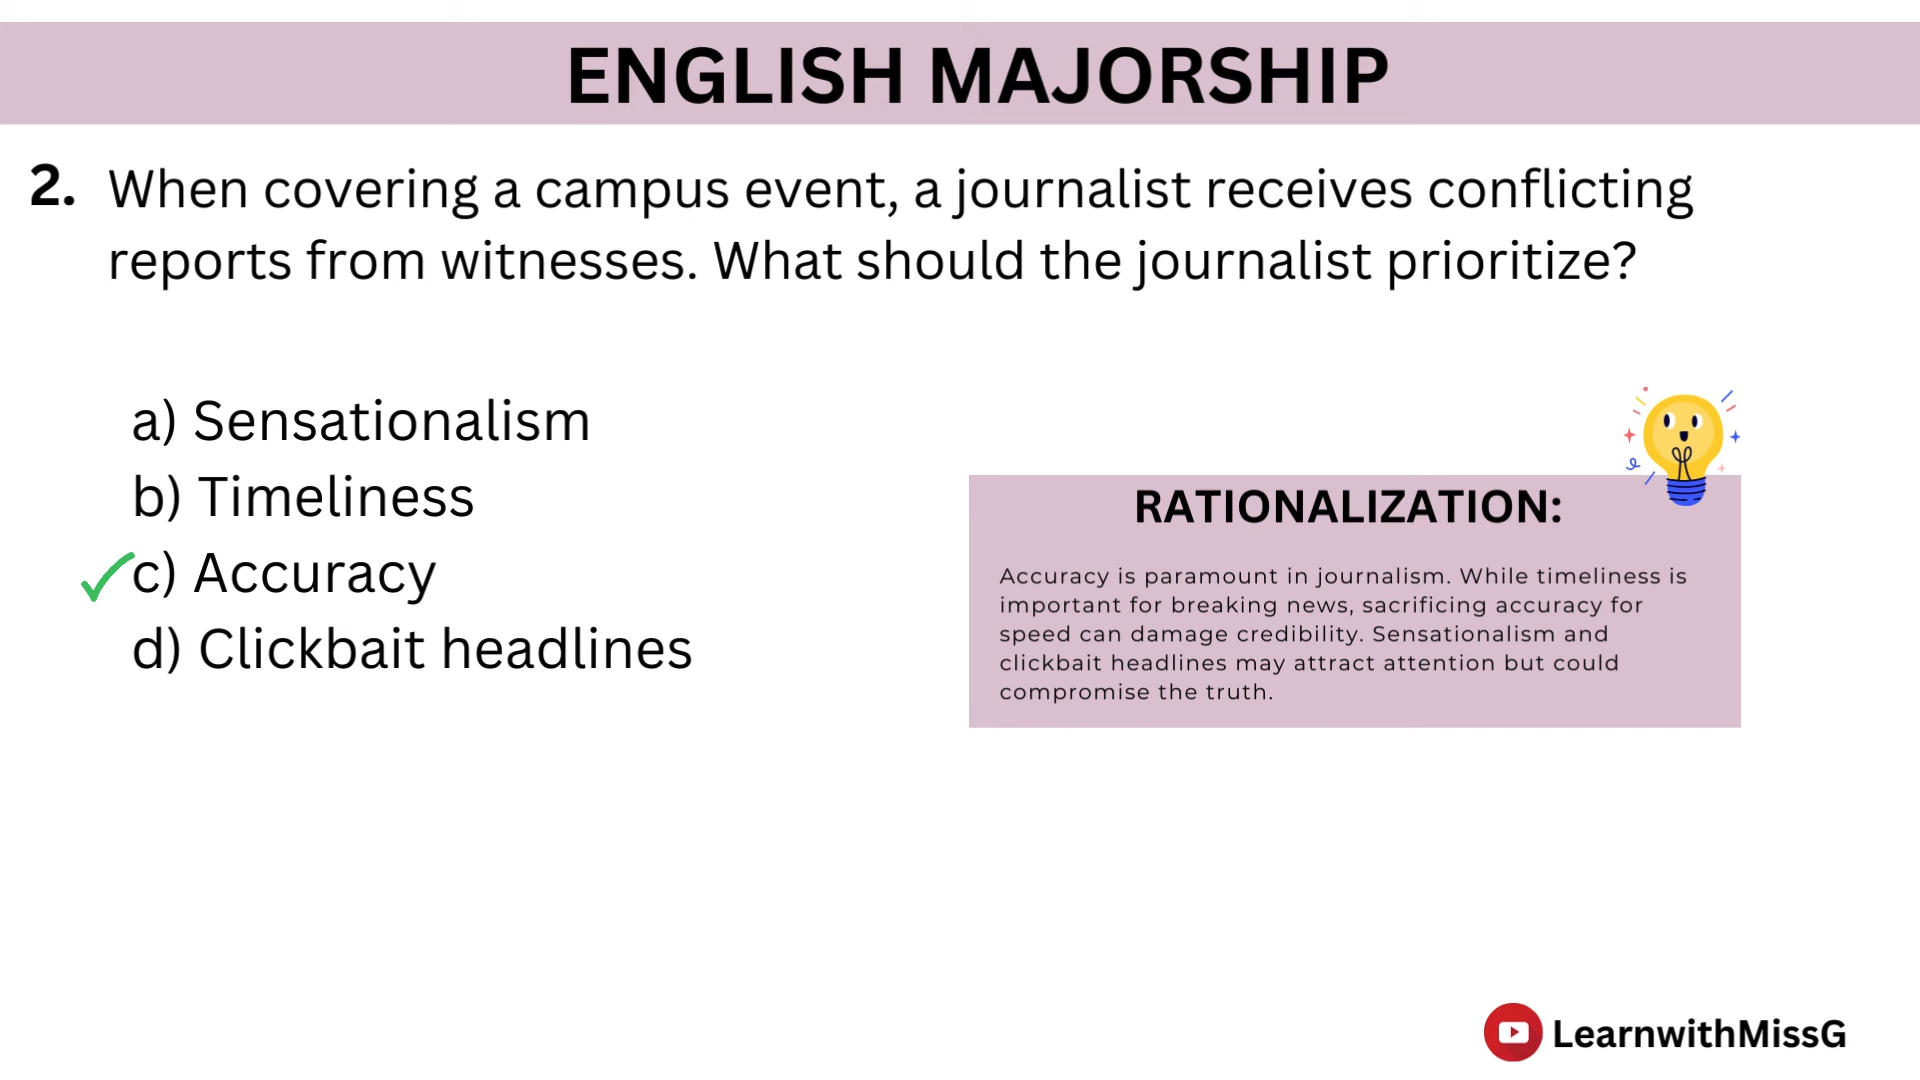 ENGLISH MAJORSHIP
2. When covering a campus event, a journalist receives conflicting
reports from witnesses. What should the journalist prioritize?
a) Sensationalism
b) Timeliness
c) Accuracy
d) Clickbait headlines
RATIONALIZATION:
Accuracy is paramount in journalism. While timeliness is
important for breaking news, sacrificing accuracy for
speed can damage credibility. Sensationalism and
clickbait headlines may attract attention but could
compromise the truth.
LearnwithMissG